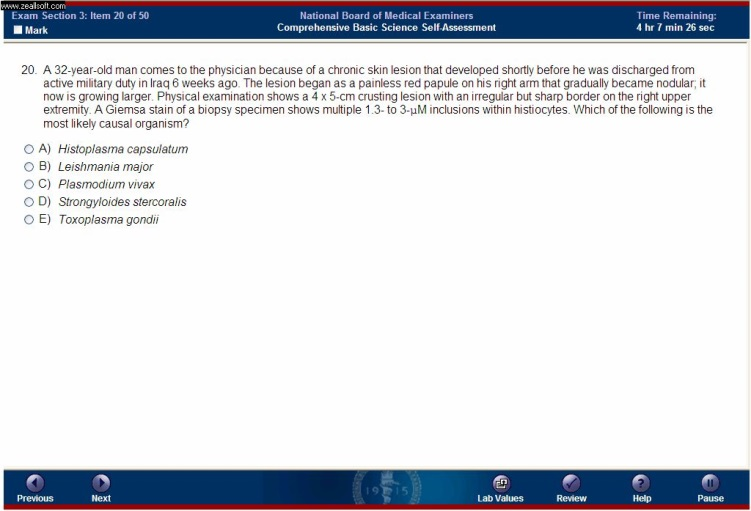 www.zeallsoft.com
Exam Section 3: Item 20 of 50
National Board of Medical Examiners
Time Remaining:
Mark
Comprehensive Basic Science Self-Assessment
4 hr 7 min 26 sec
20. A 32-year-old man comes to the physician because of a chronic skin lesion that developed shortly before he was discharged from
active military duty in Iraq 6 weeks ago. The lesion began as a painless red papule on his right arm that gradually became nodular; it
now is growing larger. Physical examination shows a 4 x 5-cm crusting lesion with an irregular but sharp border on the right upper
extremity. A Giemsa stain of a biopsy specimen shows multiple 1.3- to 3-μM inclusions within histiocytes. Which of the following is the
most likely causal organism?
A) Histoplasma capsulatum
B) Leishmania major
C) Plasmodium vivax
D) Strongyloides stercoralis
E) Toxoplasma gondii
1915
Previous
Next
Lab Values
Review
Help
Pause